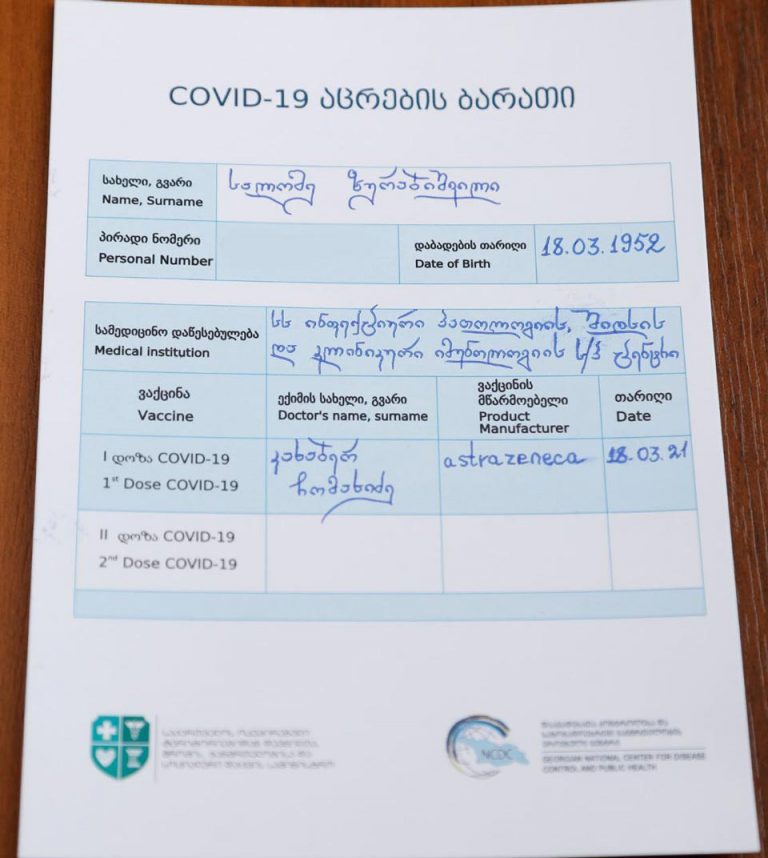 COVID-19 აცრების ბარათი
სახელი, გვარი
Name, Surname
სალომე ზურაბიშვილი
პირადი ნომერი
Personal Number
დაბადების თარიღი
Date of Birth
18.03.1952
სამედიცინო დაწესებულება
Medical institution
სს ინფექციური პათოლოგიის, შიდსის
და კლინიკური იმუნოლოგიის ს/პ ცენტრი
ვაქცინა
Vaccine
ექიმის სახელი, გვარი
Doctor's name, surname
ვაქცინის
მწარმოებელი
Product
Manufacturer
თარიღი
Date
I დოზა COVID-19
1st Dose COVID-19
კახაბერ
ჩომახიძე
astrazeneca
18.03.21
II დოზა COVID-19
2nd Dose COVID-19
NCDC
GEORGIAN NATIONAL CENTER FOR DISEASE
CONTROL AND PUBLIC HEALTH